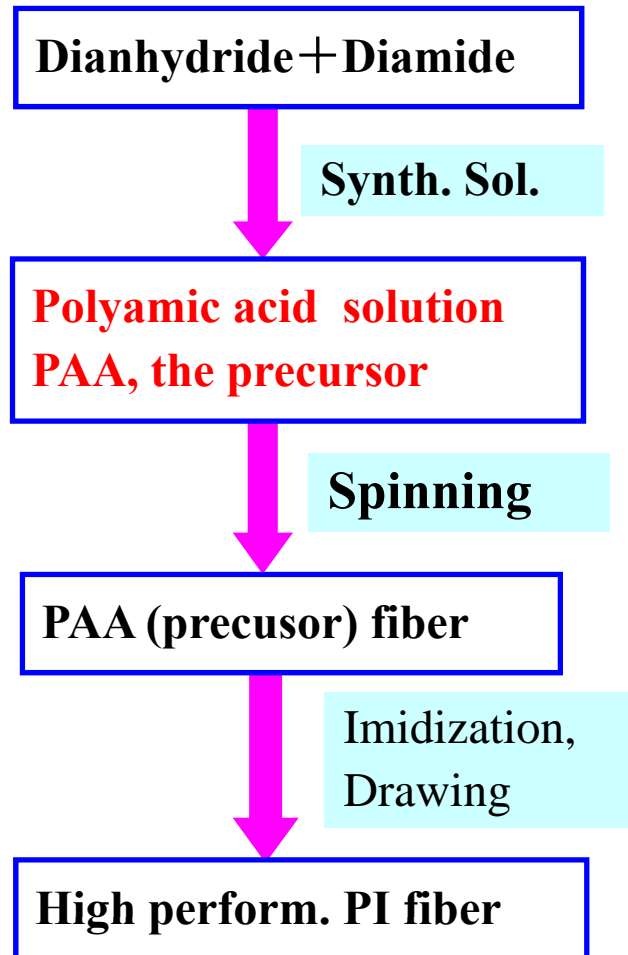 Dianhydride＋Diamide
Synth. Sol.
Polyamic acid solution
PAA, the precursor
Spinning
PAA (precusor) fiber
Imidization,
Drawing
High perform. PI fiber